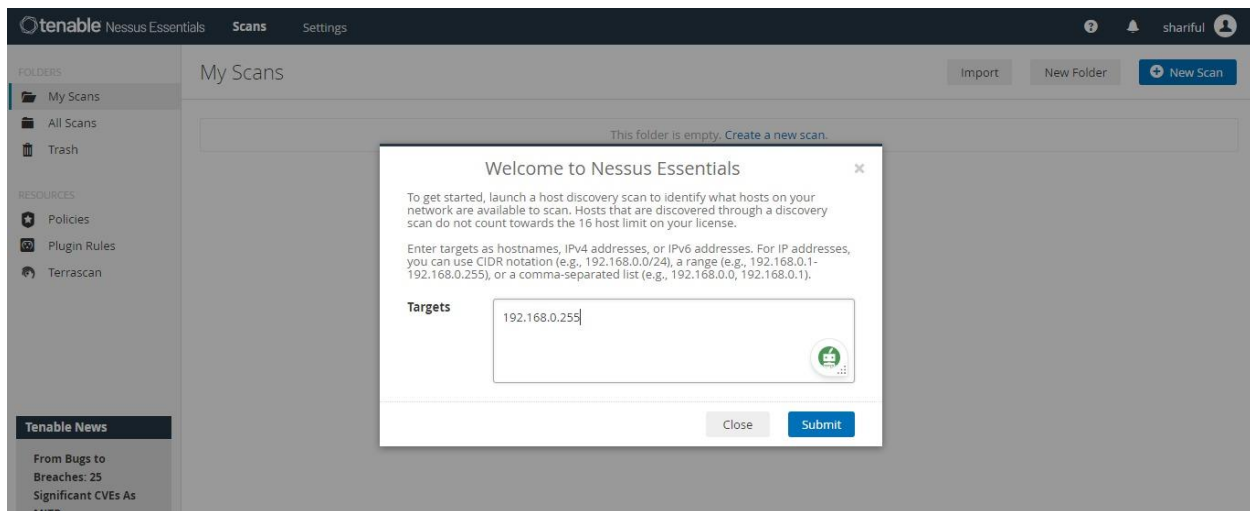 tenable Nessus Essentials Scans Settings shariful
FOLDERS
My Scans
All Scans
Trash
RESOURCES
Policies
Plugin Rules
Terrascan
Tenable News
From Bugs to
Breaches: 25
Significant CVEs As
My Scans
Import New Folder New Scan
This folder is empty. Create a new scan.
Welcome to Nessus Essentials
To get started, launch a host discovery scan to identify what hosts on your
network are available to scan. Hosts that are discovered through a discovery
scan do not count towards the 16 host limit on your license.
Enter targets as hostnames, IPv4 addresses, or IPv6 addresses. For IP addresses,
you can use CIDR notation (e.g., 192.168.0.0/24), a range (e.g., 192.168.0.1-
192.168.0.255), or a comma-separated list (e.g., 192.168.0.0, 192.168.0.1).
Targets
192.168.0.255
Close Submit